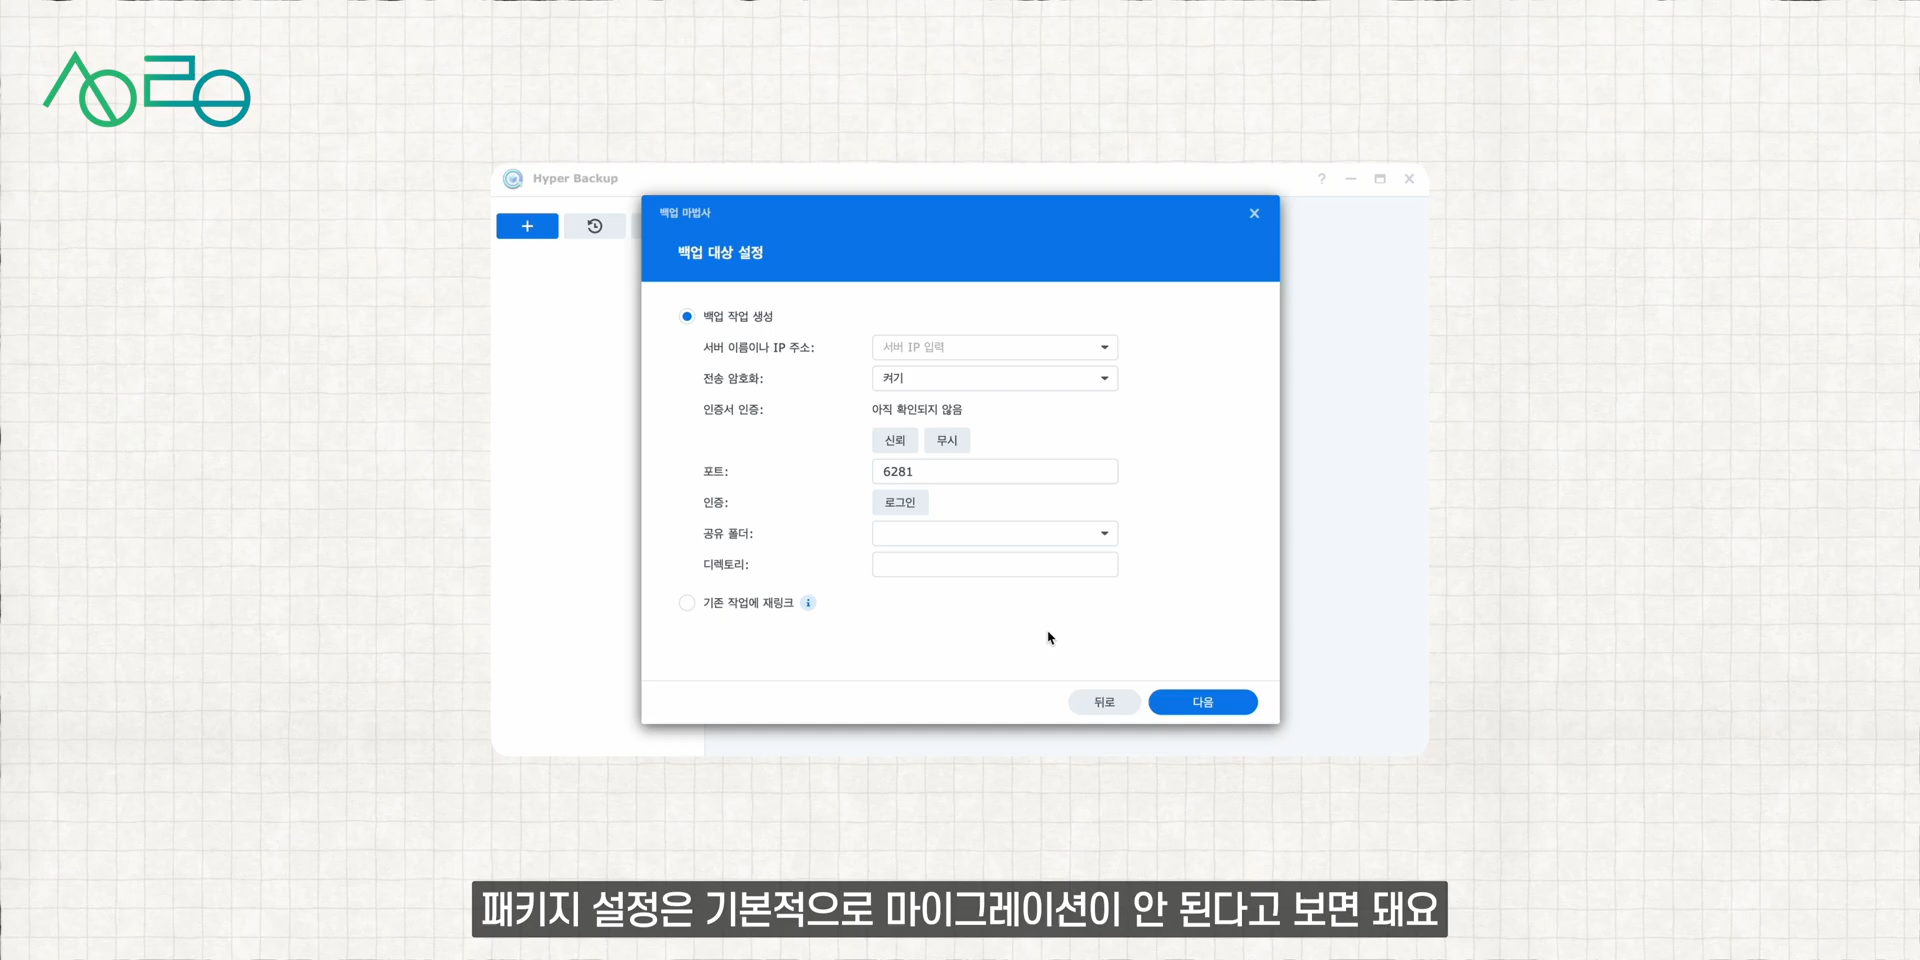 Hyper Backup
백업 마법사
백업 대상 설정
백업 작업 생성
서버 이름이나 IP 주소:
서버 IP 입력
전송 암호화:
켜기
인증서 인증:
아직 확인되지 않음
신뢰
무시
포트:
6281
인증:
로그인
공유 폴더:
디렉토리:
기존 작업에 재링크
뒤로
다음
패키지 설정은 기본적으로 마이그레이션이 안 된다고 보면 돼요